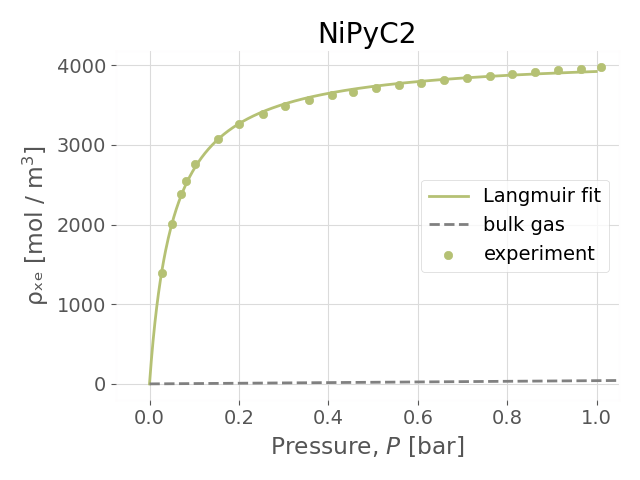 NiPyC2
ρₓₑ [mol / m³]
4000
3000
2000
1000
0
Langmuir fit
bulk gas
experiment
0.0 0.2 0.4 0.6 0.8 1.0
Pressure, P [bar]